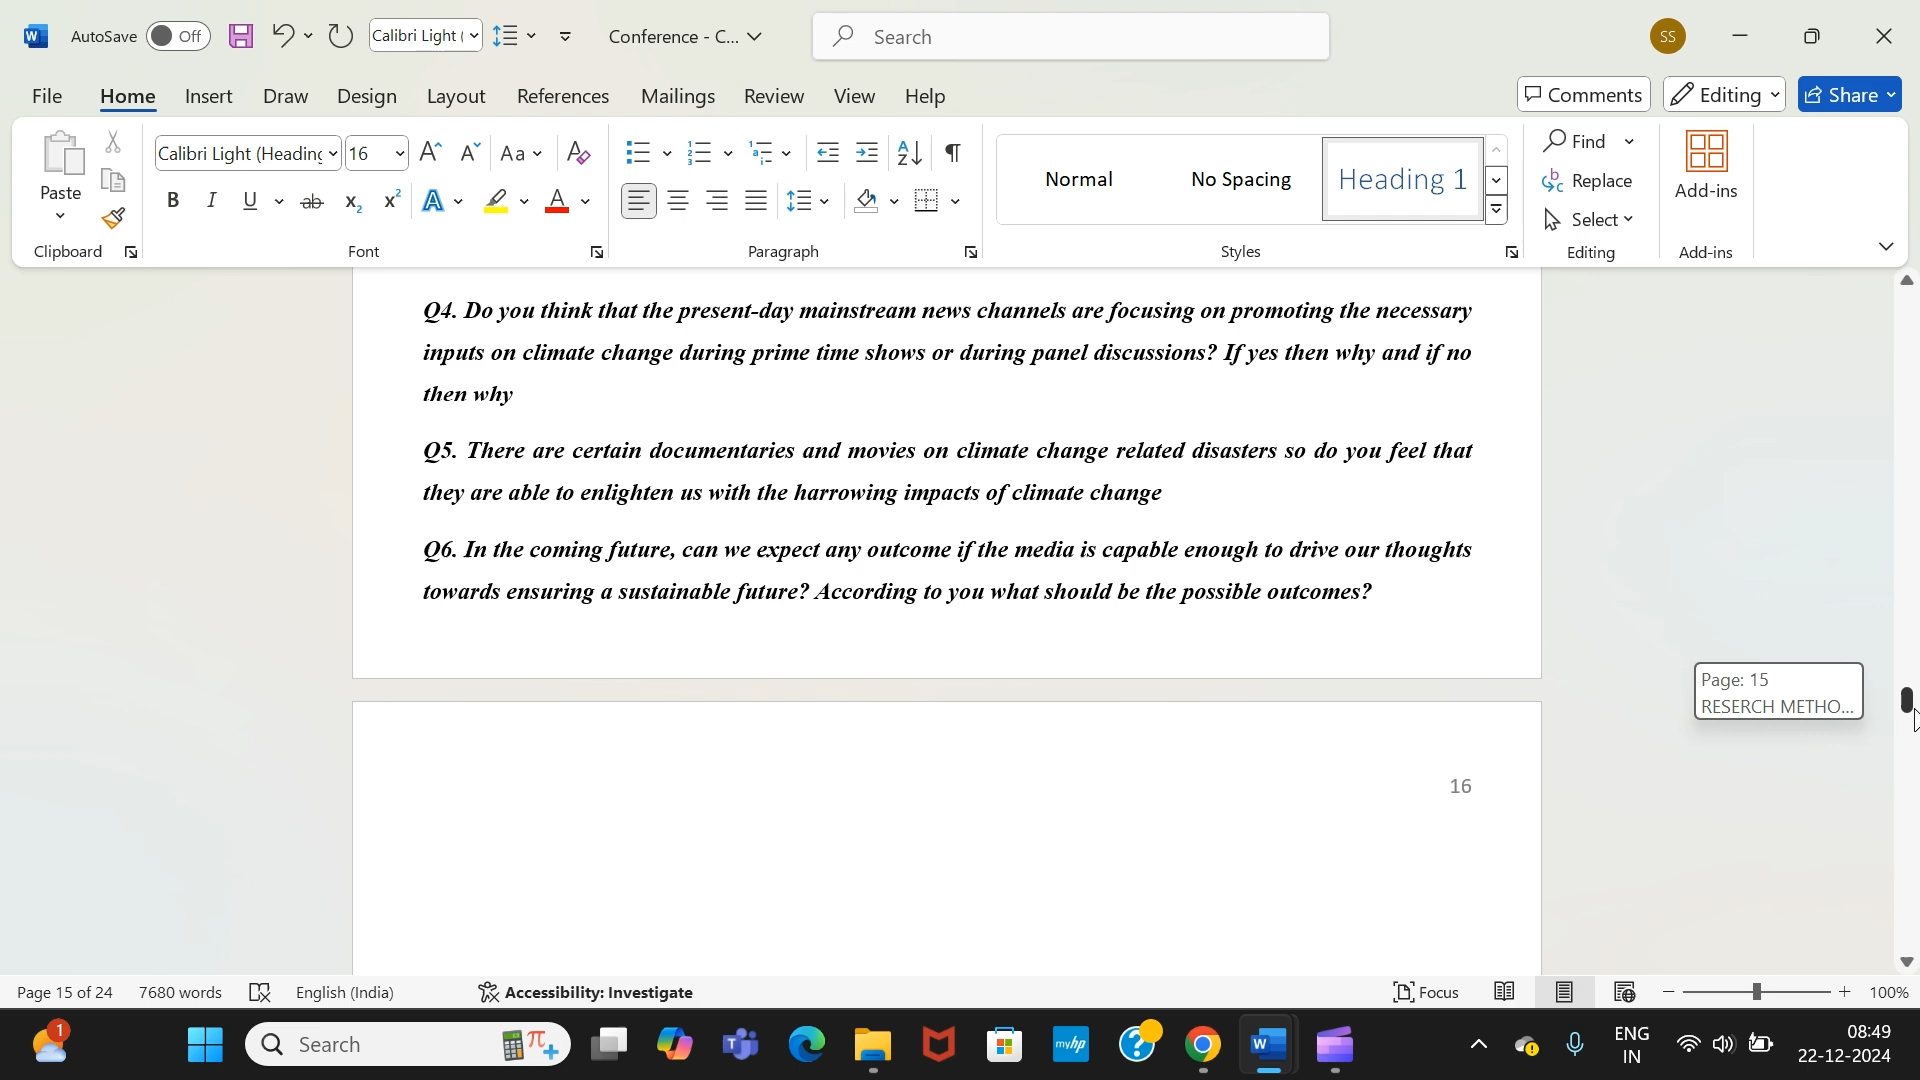 AutoSave Off Calibri Light ( Conference - C... Search SS
File Home Insert Draw Design Layout References Mailings Review View Help Comments Editing Share
Paste Calibri Light (Heading 16 Aa Normal No Spacing Heading 1 Find Replace Select Add-ins
Clipboard Font Paragraph Styles Editing Add-ins
Q4. Do you think that the present-day mainstream news channels are focusing on promoting the necessary
inputs on climate change during prime time shows or during panel discussions? If yes then why and if no
then why
Q5. There are certain documentaries and movies on climate change related disasters so do you feel that
they are able to enlighten us with the harrowing impacts of climate change
Q6. In the coming future, can we expect any outcome if the media is capable enough to drive our thoughts
towards ensuring a sustainable future? According to you what should be the possible outcomes?
Page: 15
RESERCH METHO...
16
Page 15 of 24 7680 words English (India) Accessibility: Investigate Focus 100%
1 Search myhp ENG 08:49
IN 22-12-2024